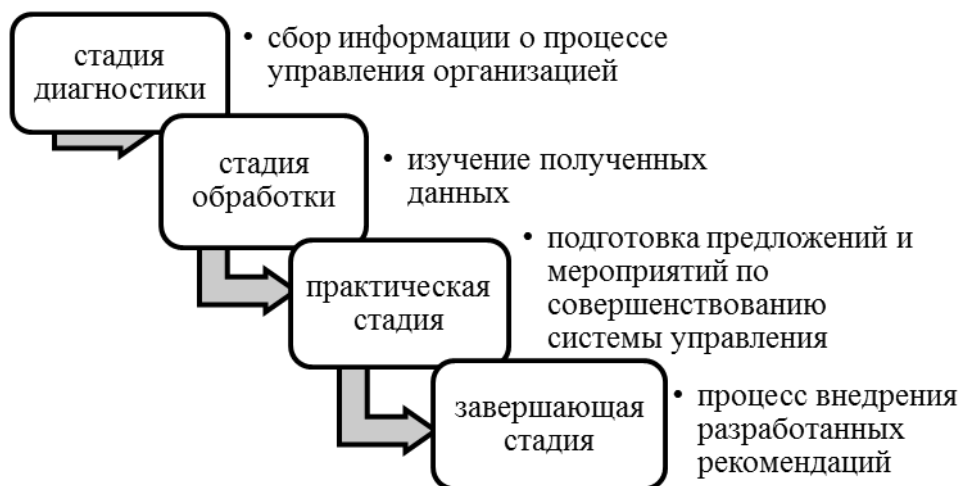 стадия
диагностики
• сбор информации о процессе
управления организацией
стадия
обработки
• изучение полученных
данных
практическая
стадия
• подготовка предложений и
мероприятий по
совершенствованию
системы управления
завершающая
стадия
• процесс внедрения
разработанных
рекомендаций